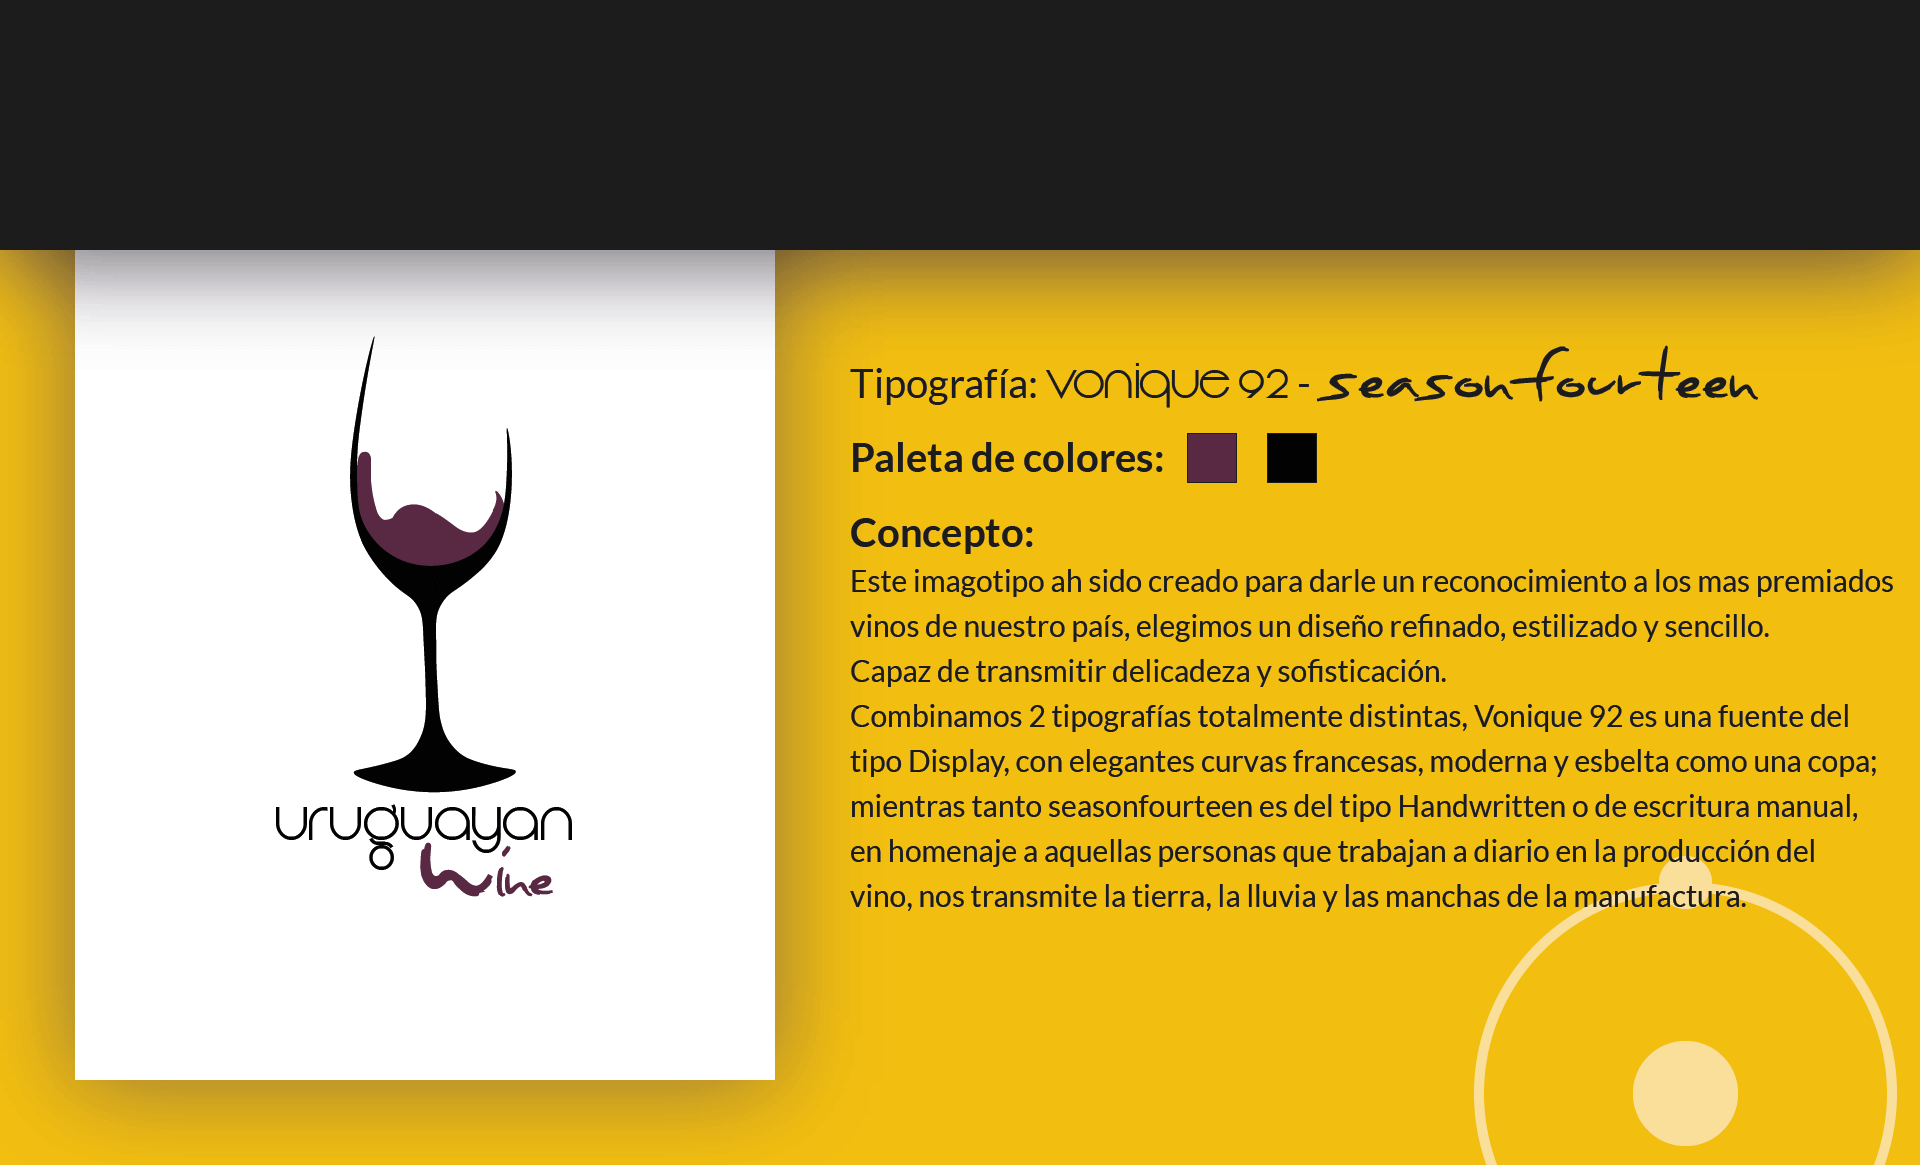 uruguayan
wine
Tipografía: vonique 92 - seasonfourteen
Paleta de colores:
Concepto:
Este imagotipo ah sido creado para darle un reconocimiento a los mas premiados
vinos de nuestro país, elegimos un diseño refinado, estilizado y sencillo.
Capaz de transmitir delicadeza y sofisticación.
Combinamos 2 tipografías totalmente distintas, Vonique 92 es una fuente del
tipo Display, con elegantes curvas francesas, moderna y esbelta como una copa;
mientras tanto seasonfourteen es del tipo Handwritten o de escritura manual,
en homenaje a aquellas personas que trabajan a diario en la producción del
vino, nos transmite la tierra, la lluvia y las manchas de la manufactura.